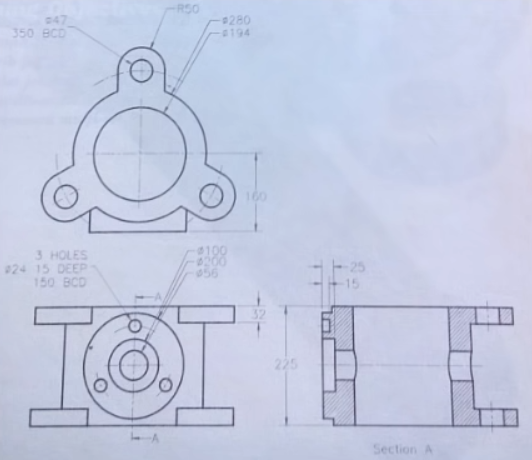 ø47
350 BCD
R50
ø280
ø194
160
3 HOLES
ø24 15 DEEP
150 BCD
ø100
ø200
ø56
A
A
32
225
25
15
Section A